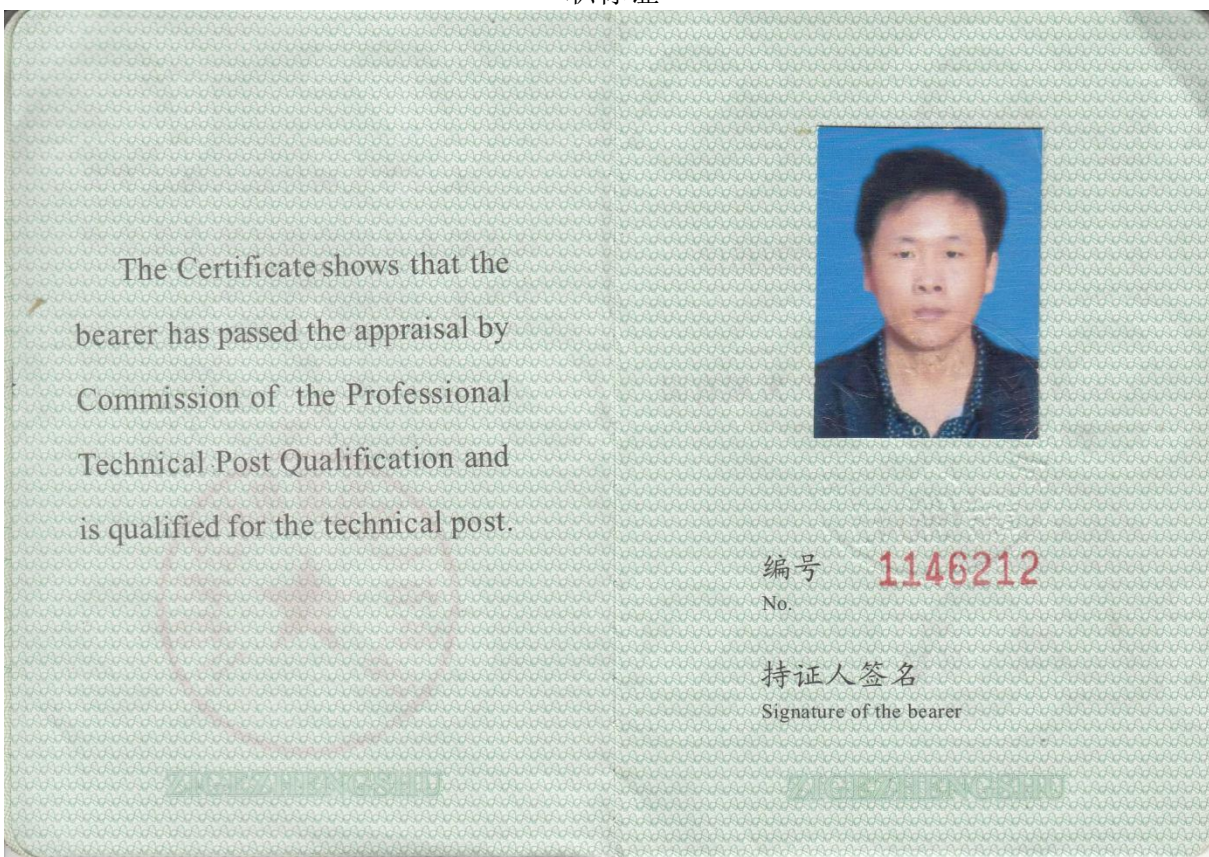 The Certificate shows that the
bearer has passed the appraisal by
Commission of the Professional
Technical Post Qualification and
is qualified for the technical post.
ZIGEZHENGSHU
编号 1146212
No.
持证人签名
Signature of the bearer
ZIGEZHENGSHU